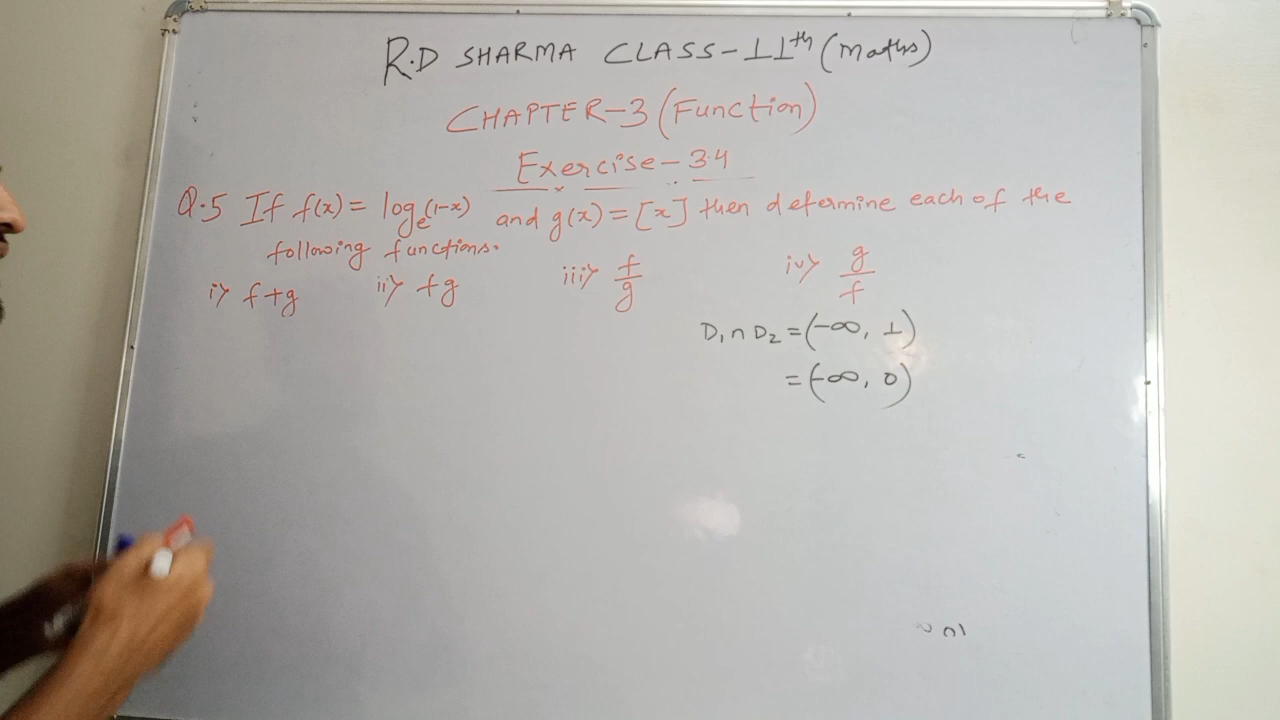 R.D SHARMA CLASS-11th (Maths)
CHAPTER-3 (Function)
Exercise-3.4
Q.5 If f(x) = logₑ(1-x) and g(x) = [x] then determine each of the
following functions.
i> f+g ii> fg iii> f/g iv> g/f
D₁ ∩ D₂ = (-∞, 1)
= (-∞, 0)